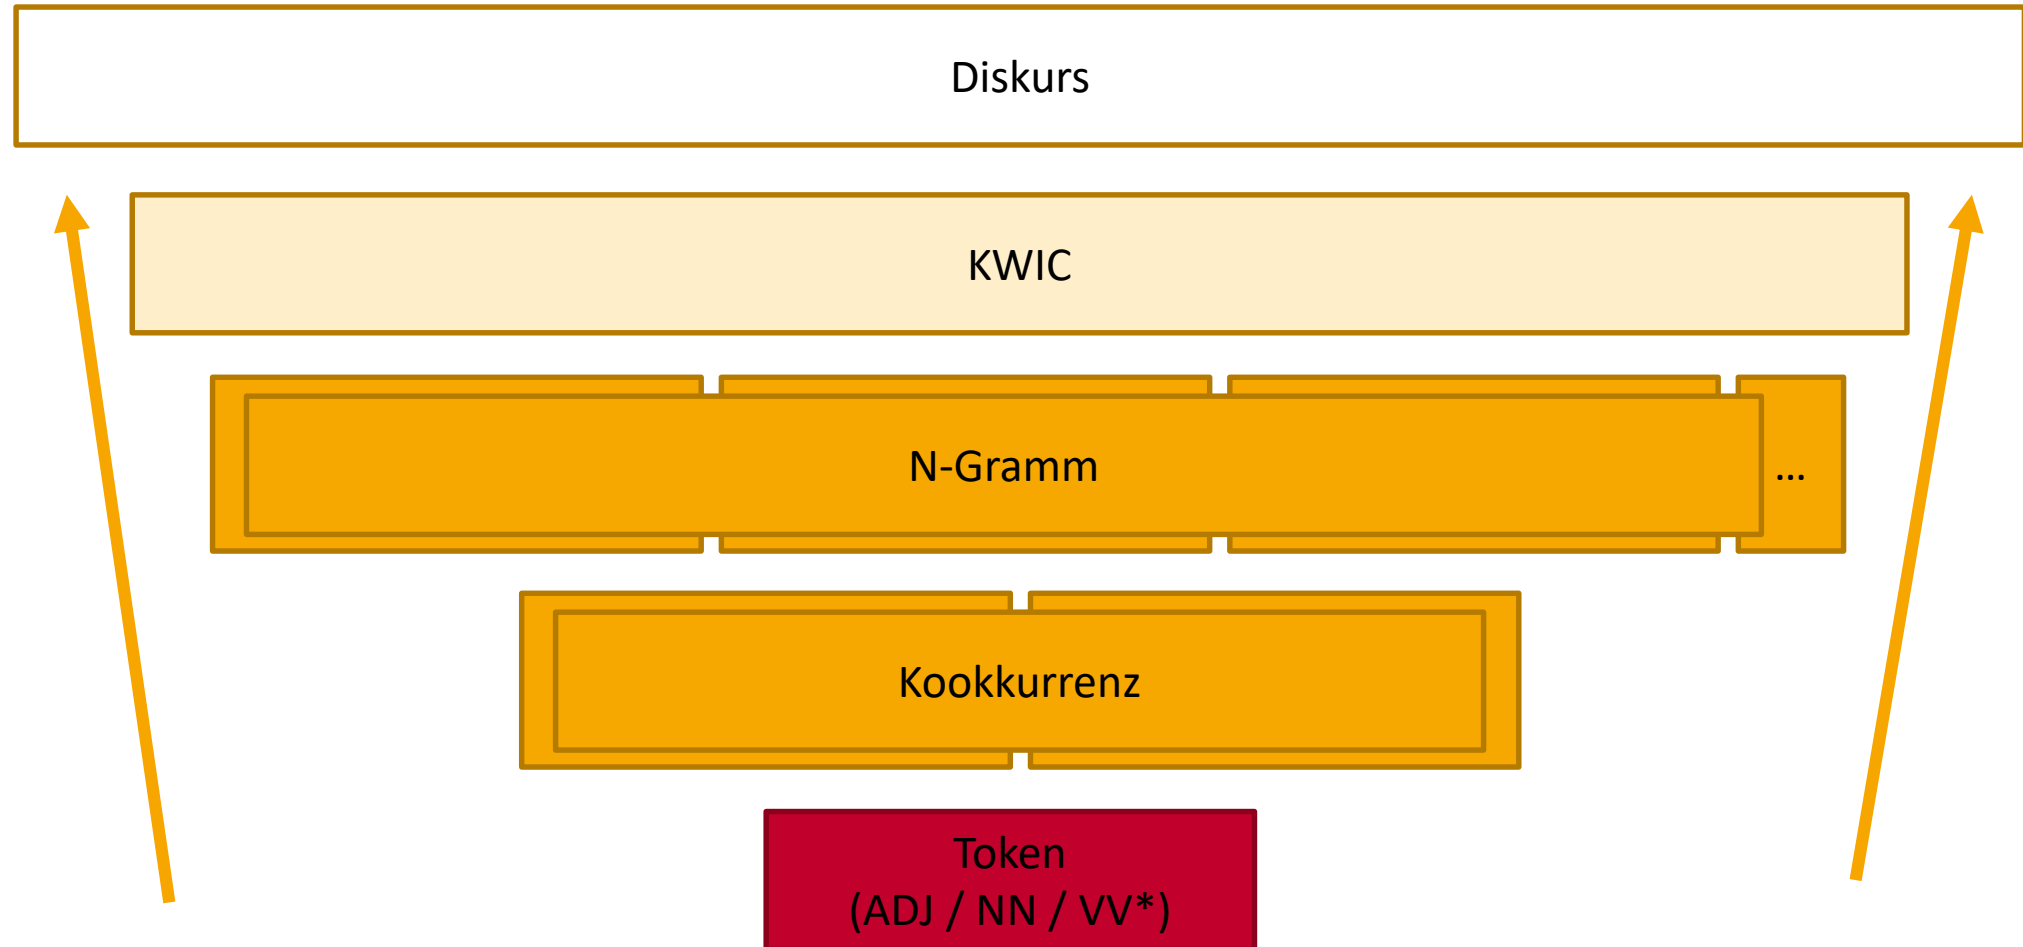 Diskurs
KWIC
N-Gramm
...
Kookkurrenz
Token
(ADJ / NN / VV*)